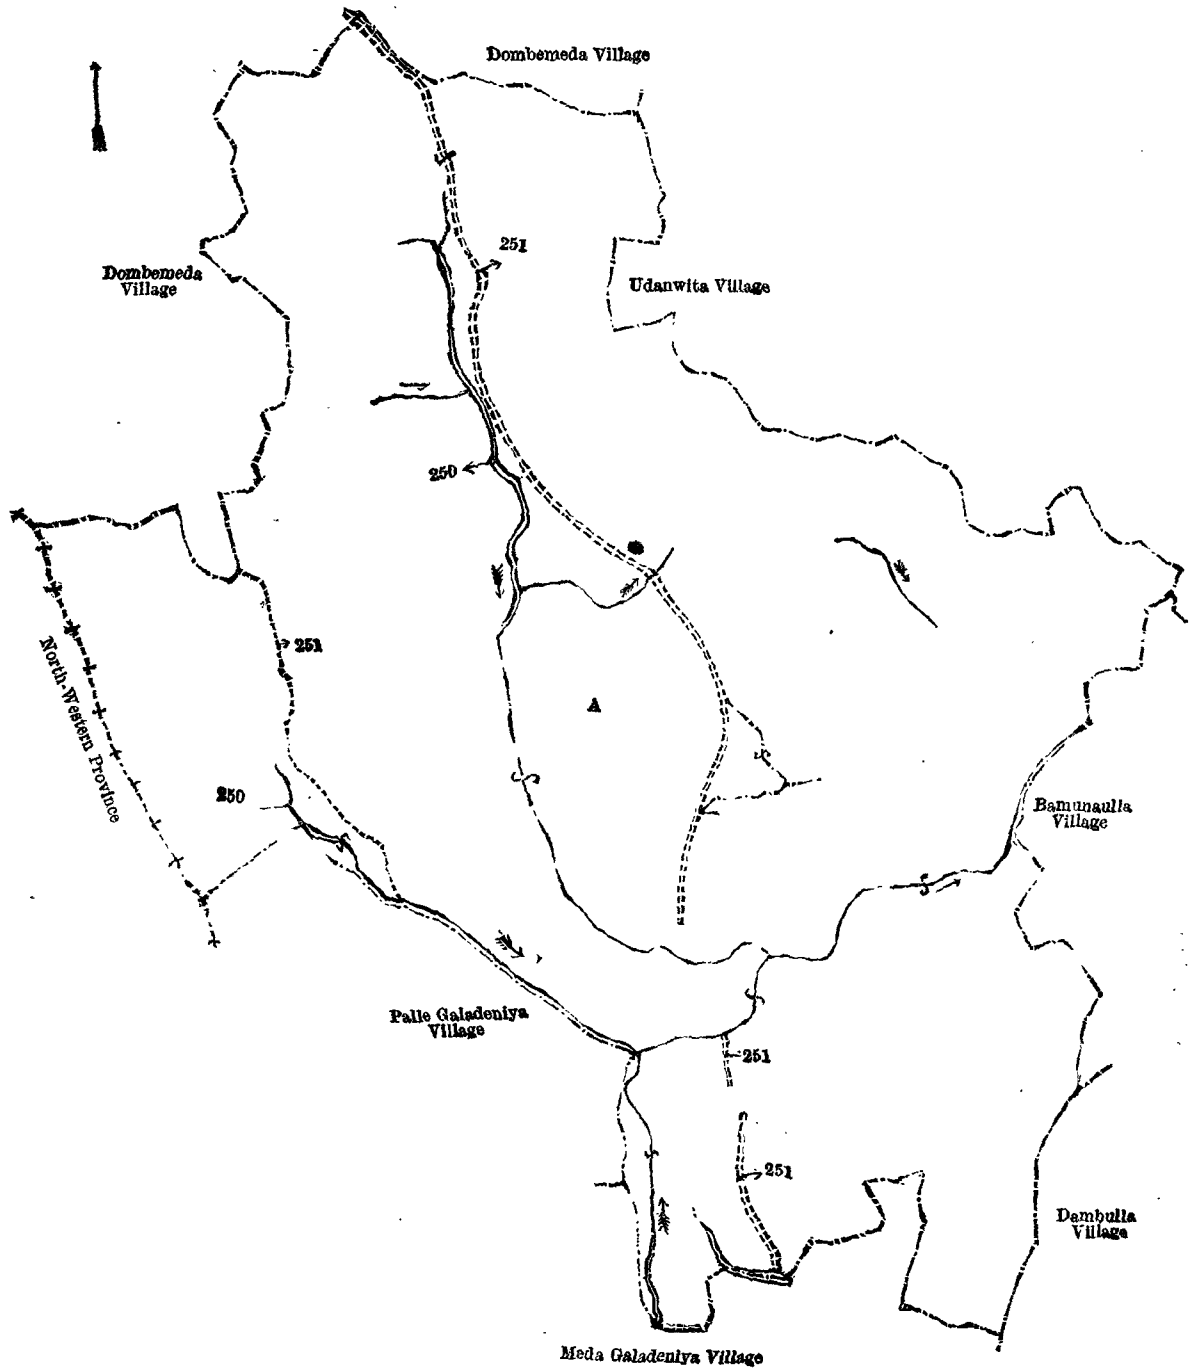 Dombemeda Village
251
Dombemeda
Village
Udanwita Village
250
251
North-Western Province
A
250
Bamunaulla
Village
Palle Galadeniya
Village
251
251
Dambulla
Village
Meda Galadeniya Village